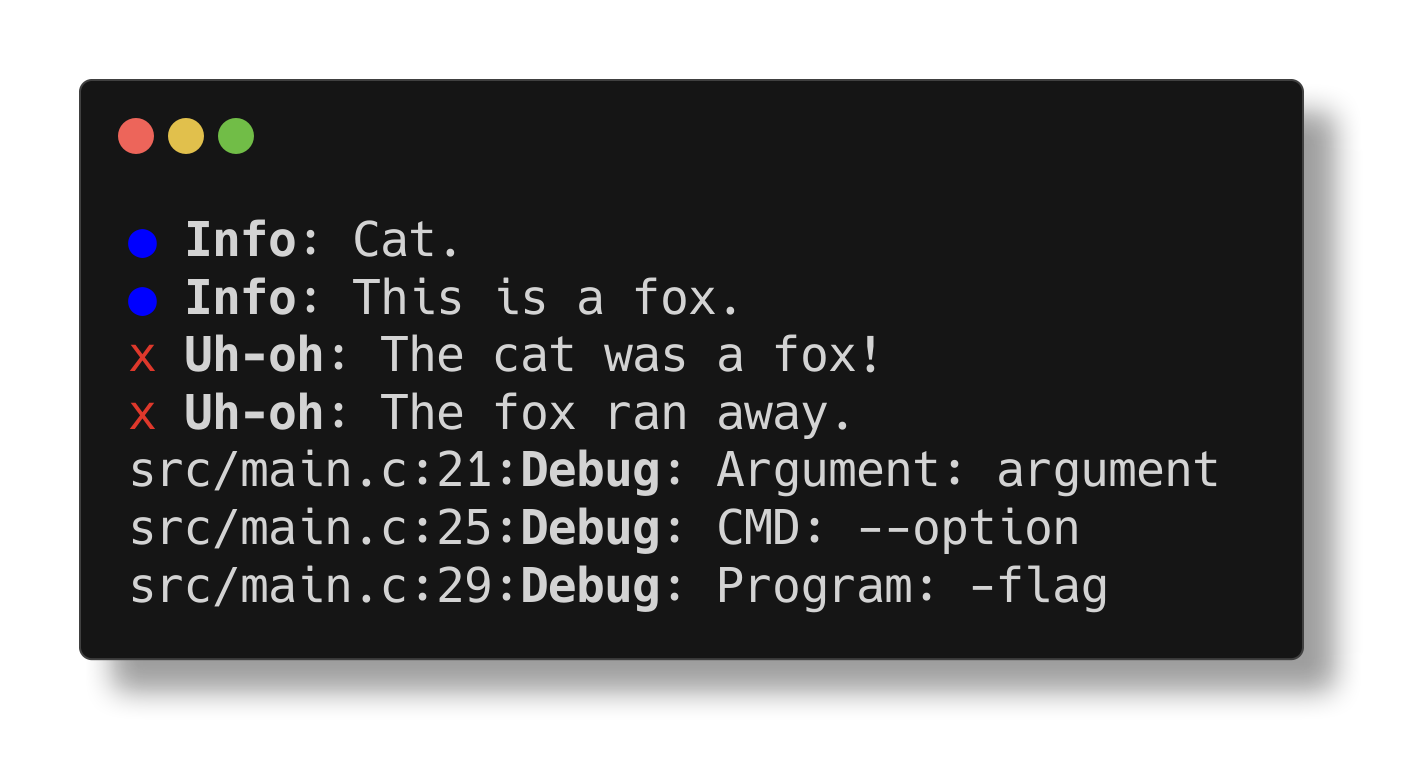 ● Info: Cat.
● Info: This is a fox.
x Uh-oh: The cat was a fox!
x Uh-oh: The fox ran away.
src/main.c:21:Debug: Argument: argument
src/main.c:25:Debug: CMD: --option
src/main.c:29:Debug: Program: -flag